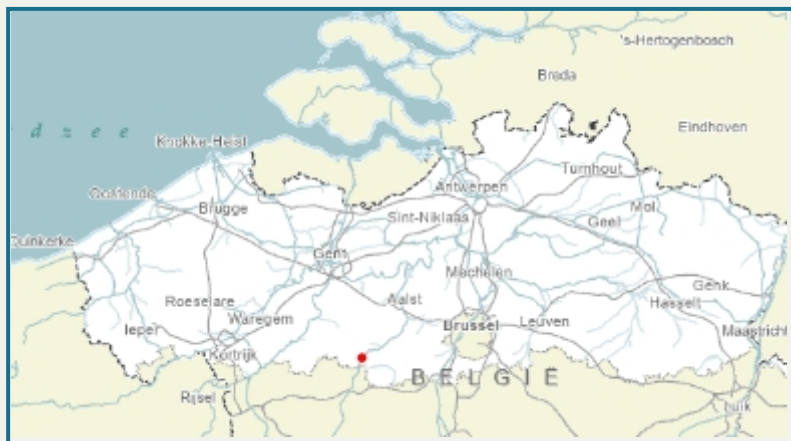 's-Hertogenbosch
Breda
Eindhoven
d z e e
Knokke-Heist
Turnhout
Antwerpen
Oostende
Brugge
Sint-Niklaas
Geel
Mol
Duinkerke
Gent
Mechelen
Genk
Roeselare
Aalst
Hasselt
Ieper
Waregem
Brussel
Leuven
Maastricht
Kortrijk
BELGIË
Rijsel
Luik